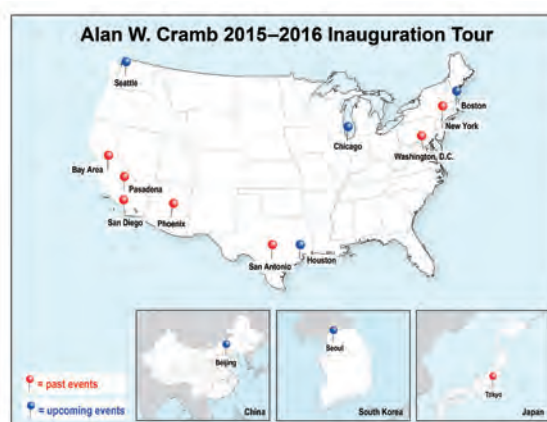 Alan W. Cramb 2015–2016 Inauguration Tour
Seattle
Boston
New York
Chicago
Washington, D.C.
Bay Area
Pasadena
San Diego
Phoenix
San Antonio
Houston
Beijing
Seoul
Tokyo
= past events
= upcoming events
China
South Korea
Japan